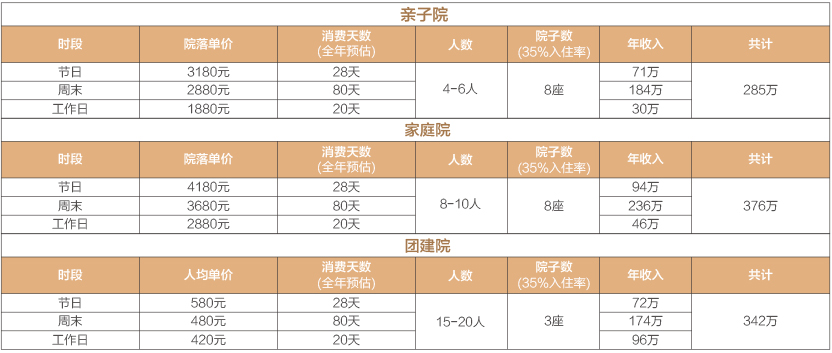 亲子院
时段 院落单价 消费天数 (全年预估) 人数 院子数 (35%入住率) 年收入 共计
节日 3180元 28天 4-6人 8座 71万 285万
周末 2880元 80天 184万
工作日 1880元 20天 30万
家庭院
时段 院落单价 消费天数 (全年预估) 人数 院子数 (35%入住率) 年收入 共计
节日 4180元 28天 8-10人 8座 94万 376万
周末 3680元 80天 236万
工作日 2880元 20天 46万
团建院
时段 人均单价 消费天数 (全年预估) 人数 院子数 (35%入住率) 年收入 共计
节日 580元 28天 15-20人 3座 72万 342万
周末 480元 80天 174万
工作日 420元 20天 96万